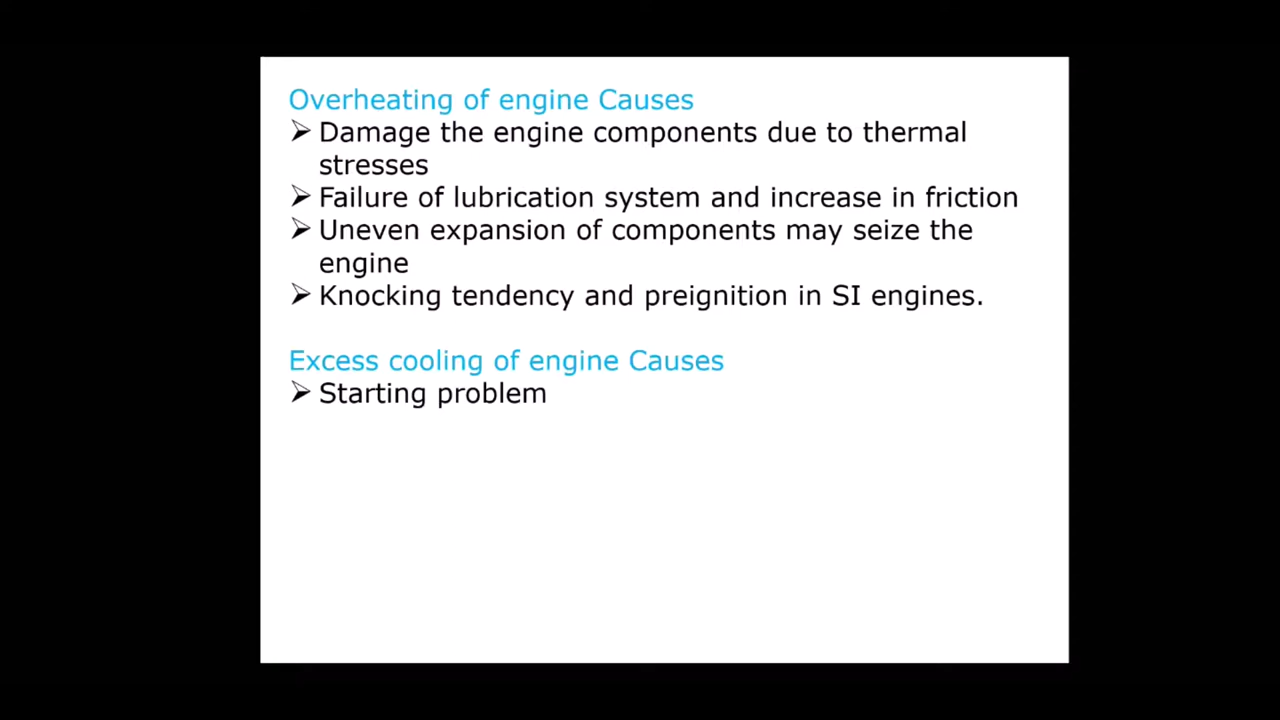 Overheating of engine Causes
➢ Damage the engine components due to thermal
stresses
➢ Failure of lubrication system and increase in friction
➢ Uneven expansion of components may seize the
engine
➢ Knocking tendency and preignition in SI engines.
Excess cooling of engine Causes
➢ Starting problem